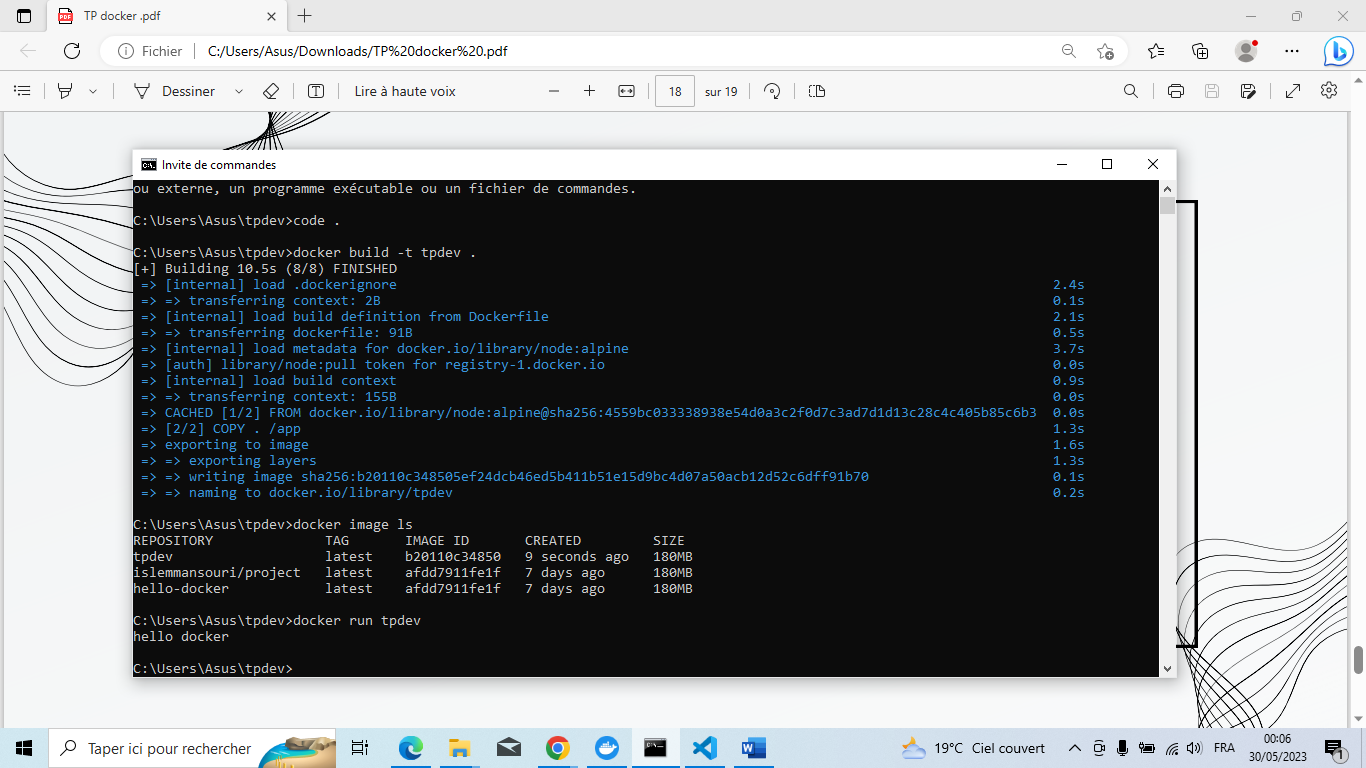 TP docker .pdf
Fichier
C:/Users/Asus/Downloads/TP%20docker%20.pdf
Dessiner
Lire à haute voix
18
sur 19
Invite de commandes
ou externe, un programme exécutable ou un fichier de commandes.
C:\Users\Asus\tpdev>code .
C:\Users\Asus\tpdev>docker build -t tpdev .
[+] Building 10.5s (8/8) FINISHED
=> [internal] load .dockerignore 2.4s
=> => transferring context: 2B 0.1s
=> [internal] load build definition from Dockerfile 2.1s
=> => transferring dockerfile: 91B 0.5s
=> [internal] load metadata for docker.io/library/node:alpine 3.7s
=> [auth] library/node:pull token for registry-1.docker.io 0.0s
=> [internal] load build context 0.9s
=> => transferring context: 155B 0.0s
=> CACHED [1/2] FROM docker.io/library/node:alpine@sha256:4559bc033338938e54d0a3c2f0d7c3ad7d1d13c28c4c405b85c6b3 0.0s
=> [2/2] COPY . /app 1.3s
=> exporting to image 1.6s
=> => exporting layers 1.3s
=> => writing image sha256:b20110c348505ef24dcb46ed5b411b51e15d9bc4d07a50acb12d52c6dff91b70 0.1s
=> => naming to docker.io/library/tpdev 0.2s
C:\Users\Asus\tpdev>docker image ls
REPOSITORY TAG IMAGE ID CREATED SIZE
tpdev latest b20110c34850 9 seconds ago 180MB
islemmansouri/project latest afdd7911fe1f 7 days ago 180MB
hello-docker latest afdd7911fe1f 7 days ago 180MB
C:\Users\Asus\tpdev>docker run tpdev
hello docker
C:\Users\Asus\tpdev>
Taper ici pour rechercher
19°C Ciel couvert
FRA
00:06
30/05/2023
1